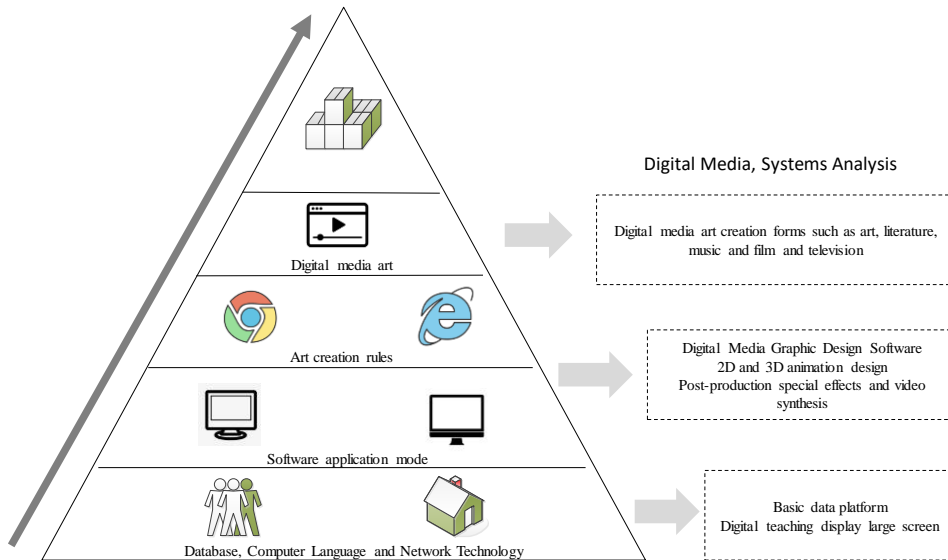 Digital Media, Systems Analysis
Digital media art creation forms such as art, literature,
music and film and television
Digital media art
Art creation rules
Digital Media Graphic Design Software
2D and 3D animation design
Post-production special effects and video
synthesis
Software application mode
Basic data platform
Digital teaching display large screen
Database, Computer Language and Network Technology